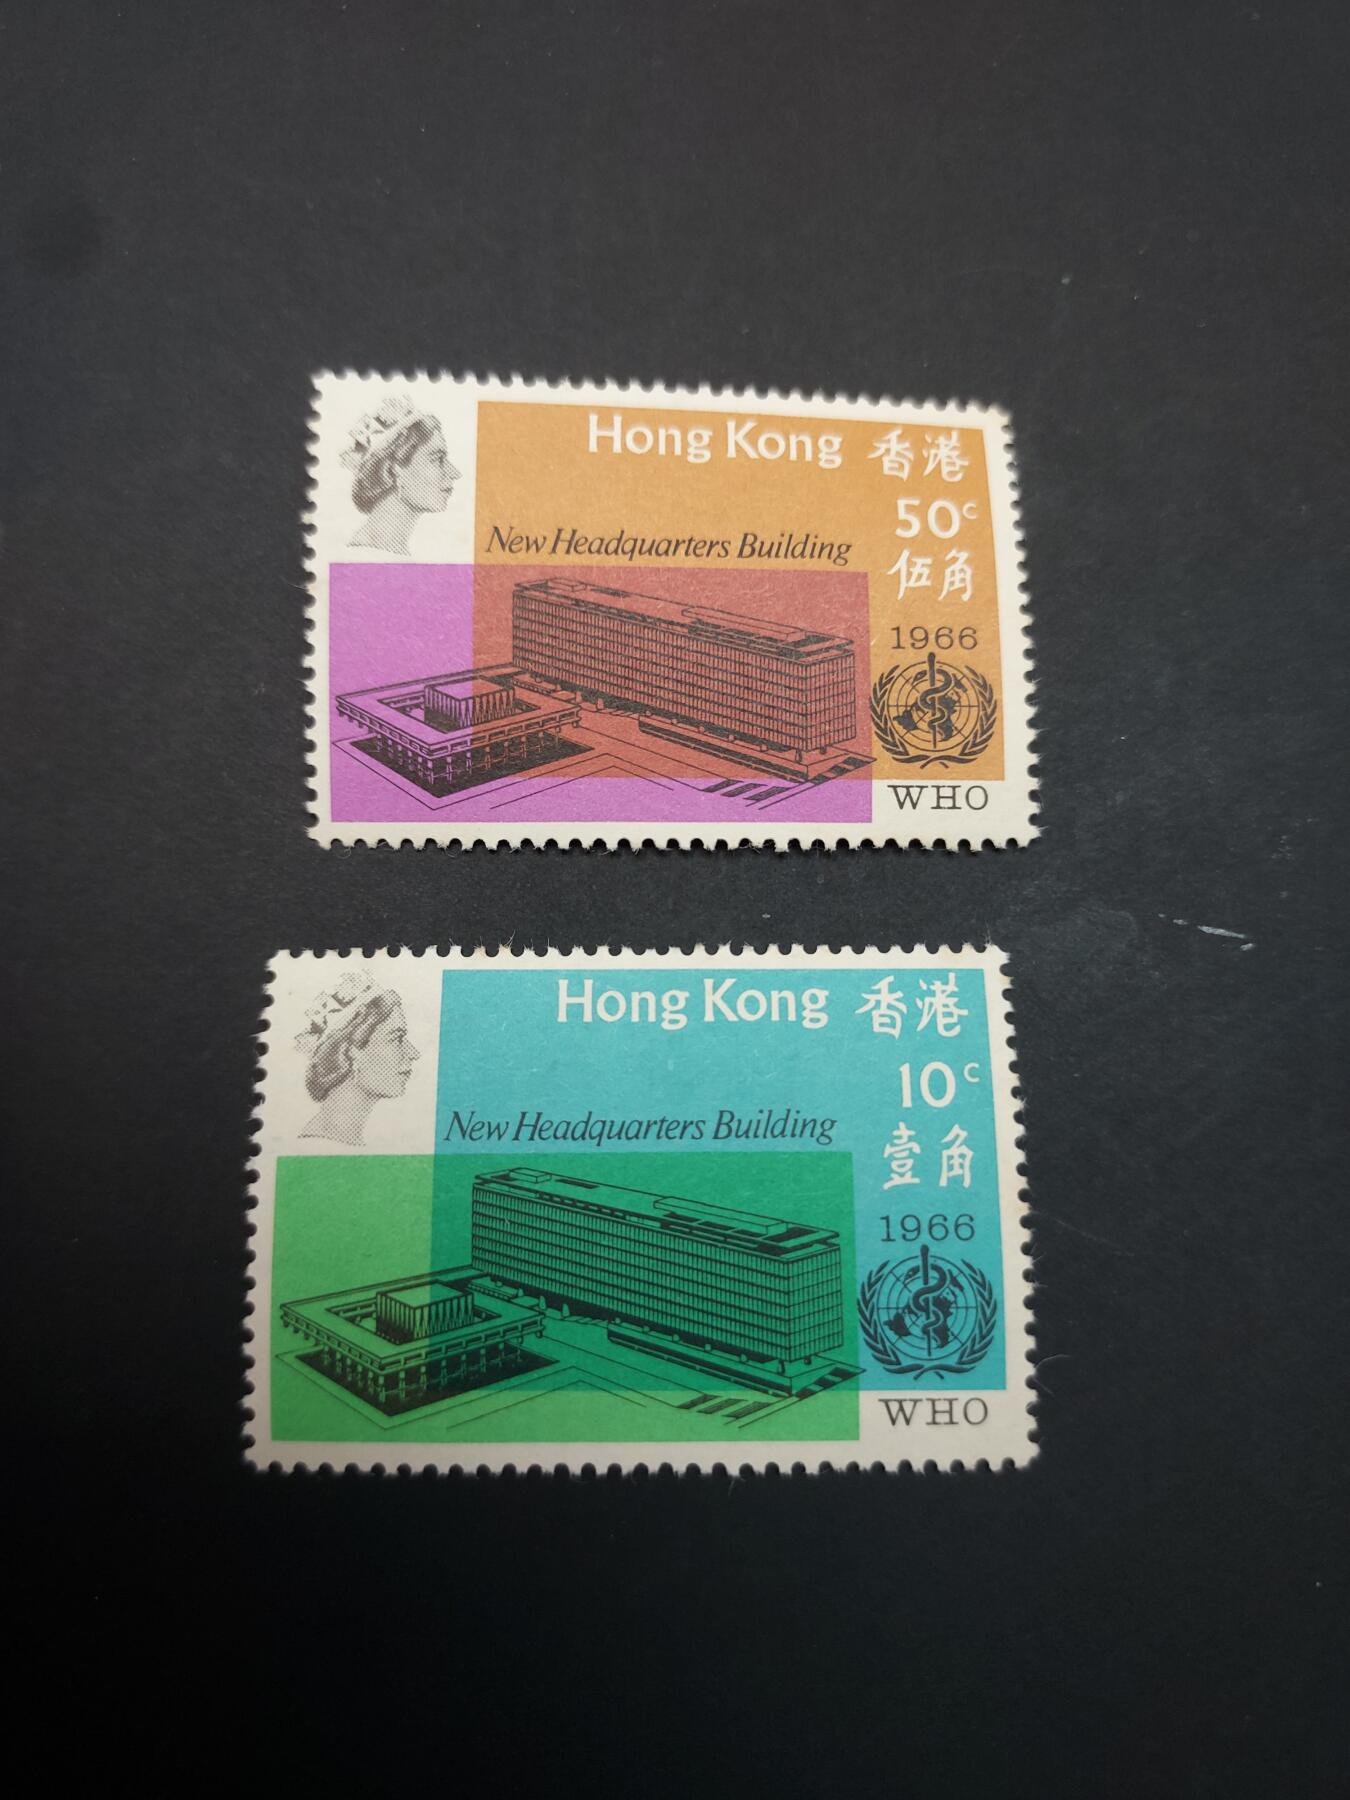 Hong Kong 香港
50c
伍角
New Headquarters Building
1966
WHO
Hong Kong 香港
10c
壹角
New Headquarters Building
1966
WHO